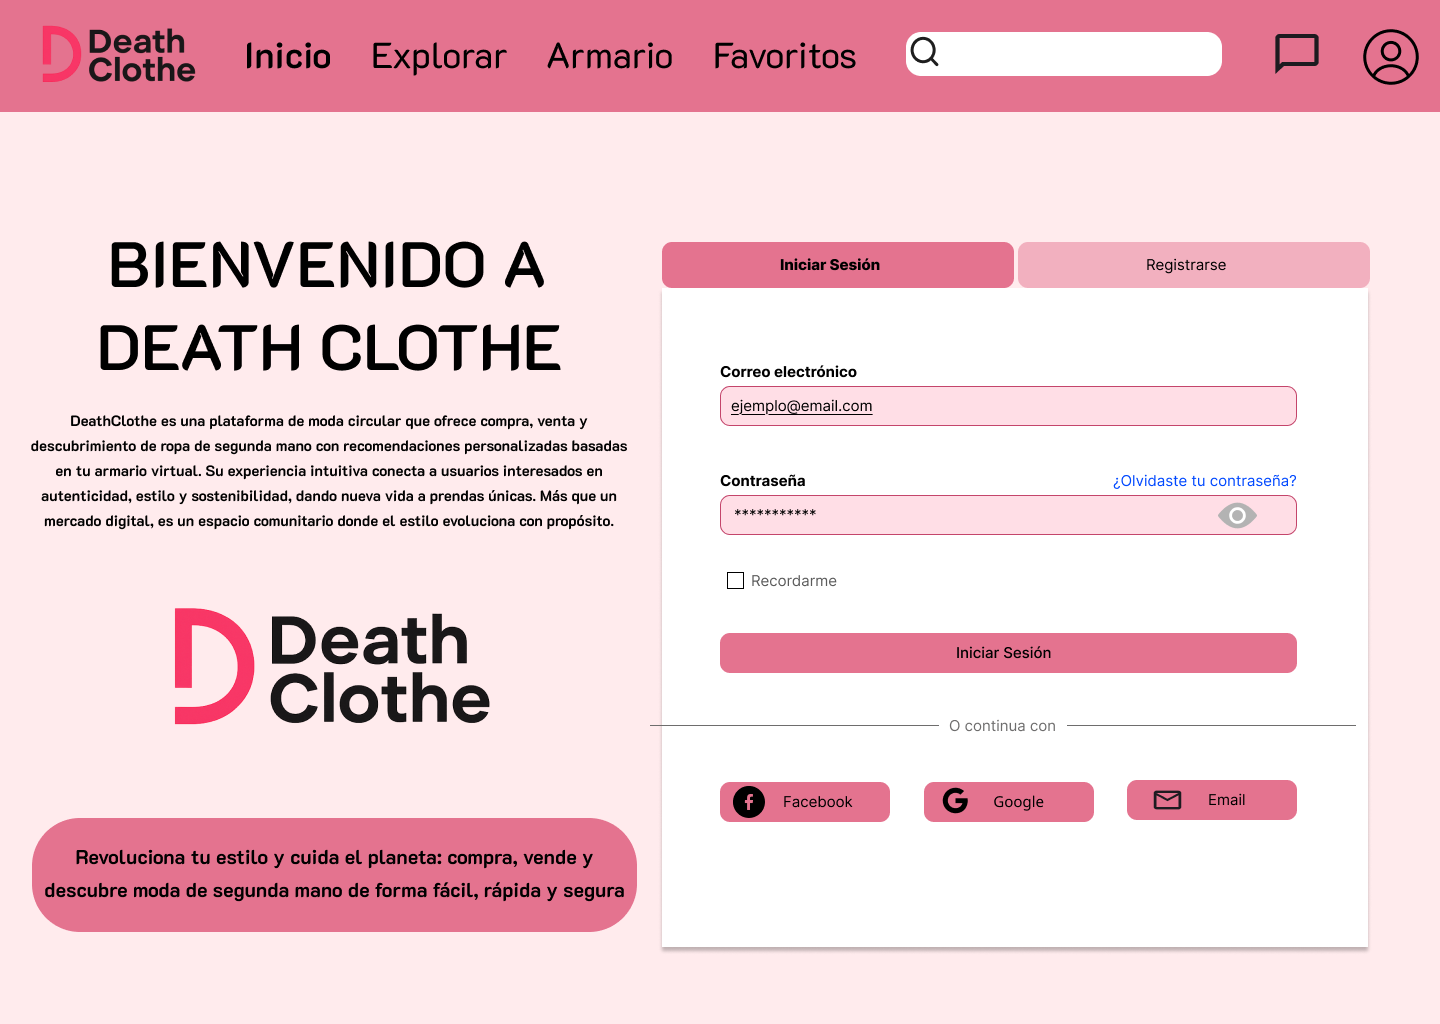 Death
Clothe
Inicio Explorar Armario Favoritos
BIENVENIDO A
DEATH CLOTHE
DeathClothe es una plataforma de moda circular que ofrece compra, venta y
descubrimiento de ropa de segunda mano con recomendaciones personalizadas basadas
en tu armario virtual. Su experiencia intuitiva conecta a usuarios interesados en
autenticidad, estilo y sostenibilidad, dando nueva vida a prendas únicas. Más que un
mercado digital, es un espacio comunitario donde el estilo evoluciona con propósito.
Death
Clothe
Revoluciona tu estilo y cuida el planeta: compra, vende y
descubre moda de segunda mano de forma fácil, rápida y segura
Iniciar Sesión Registrarse
Correo electrónico
ejemplo@email.com
Contraseña ¿Olvidaste tu contraseña?
***********
Recordarme
Iniciar Sesión
O continua con
Facebook Google Email